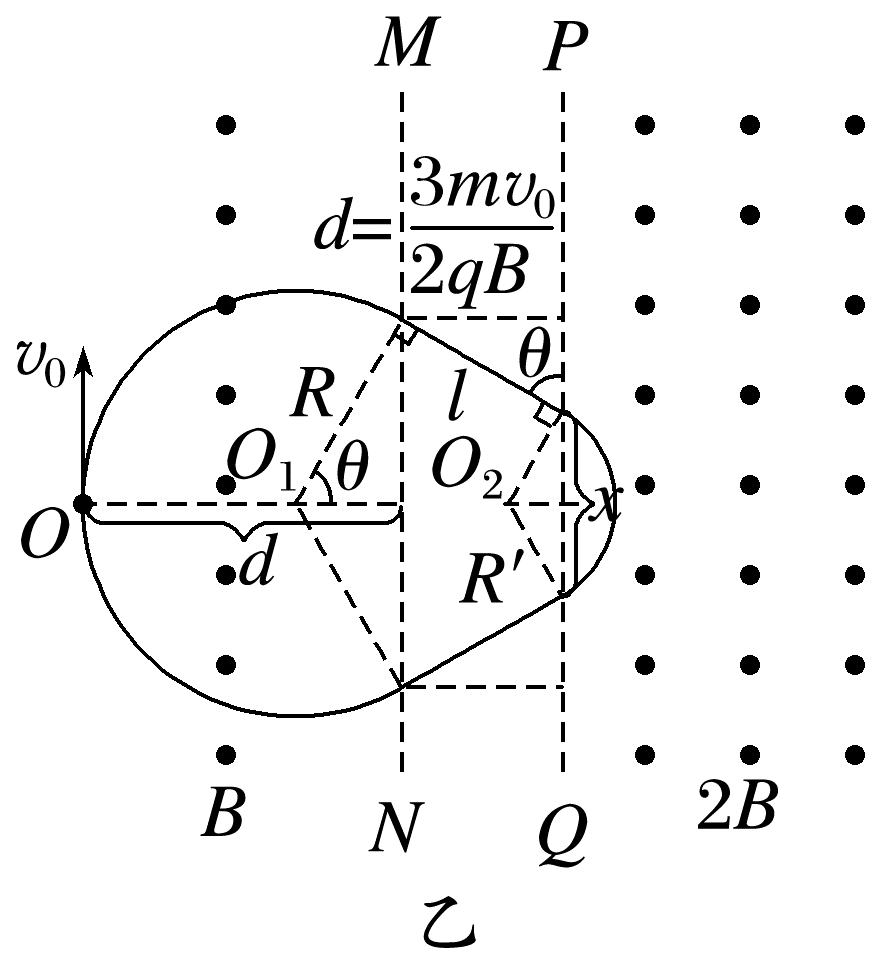 M P
d=3mv₀/2qB
v₀ θ
R l
O₁ θ O₂ x
O
d R′
B N Q 2B
乙